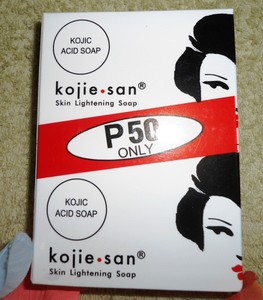 KOJIC
ACID SOAP
kojie.san®
Skin Lightening Soap
P50
ONLY
KOJIC
ACID SOAP
kojie.san®
Skin Lightening Soap